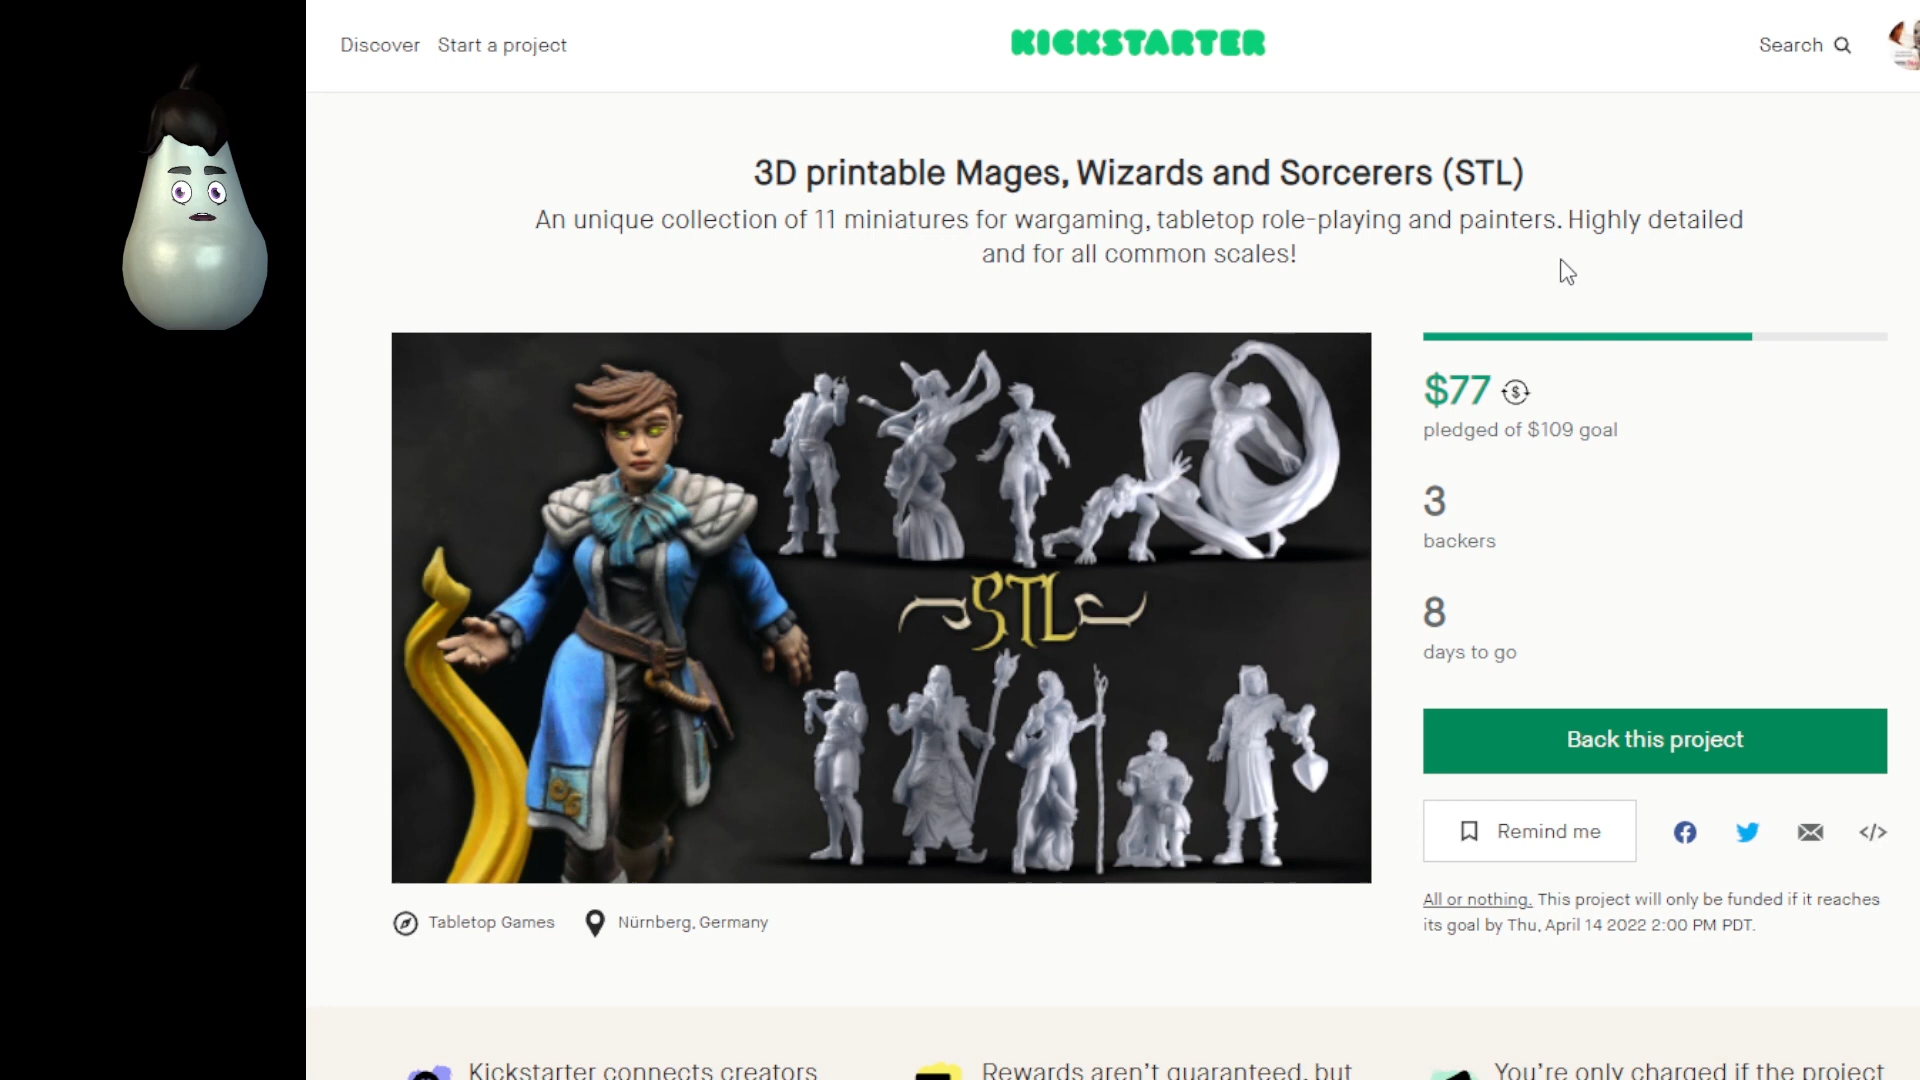 Discover Start a project
KICKSTARTER
Search
3D printable Mages, Wizards and Sorcerers (STL)
An unique collection of 11 miniatures for wargaming, tabletop role-playing and painters. Highly detailed
and for all common scales!
STL
$77
pledged of $109 goal
3
backers
8
days to go
Back this project
Remind me
All or nothing. This project will only be funded if it reaches
its goal by Thu, April 14 2022 2:00 PM PDT.
Tabletop Games Nürnberg, Germany
Kickstarter connects creators
Rewards aren't guaranteed, but
You're only charged if the project